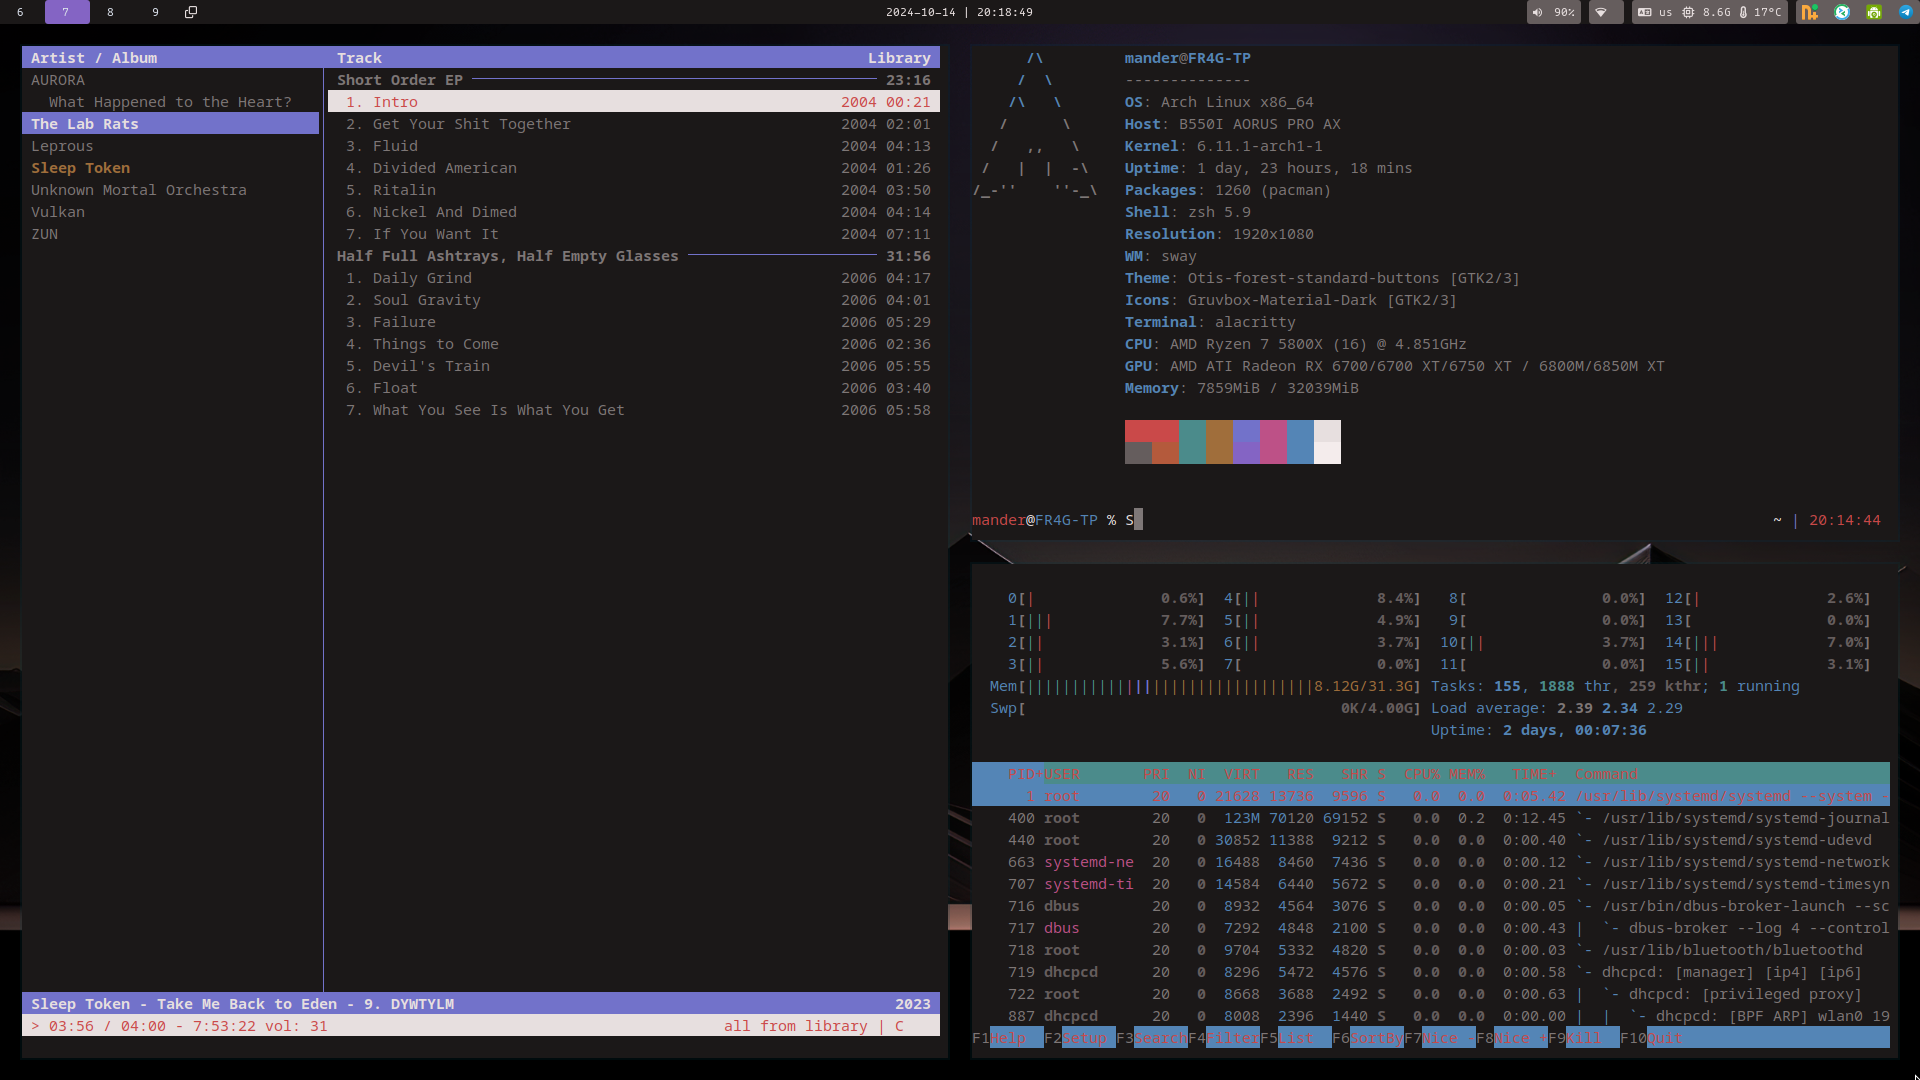 6 7 8 9 2024-10-14 | 20:18:49 90% us 8.6G 17°C
Artist / Album Track Library
AURORA Short Order EP 23:16
What Happened to the Heart? 1. Intro 2004 00:21
The Lab Rats 2. Get Your Shit Together 2004 02:01
Leprous 3. Fluid 2004 04:13
Sleep Token 4. Divided American 2004 01:26
Unknown Mortal Orchestra 5. Ritalin 2004 03:50
Vulkan 6. Nickel And Dimed 2004 04:14
ZUN 7. If You Want It 2004 07:11
Half Full Ashtrays, Half Empty Glasses 31:56
1. Daily Grind 2006 04:17
2. Soul Gravity 2006 04:01
3. Failure 2006 05:29
4. Things to Come 2006 02:36
5. Devil's Train 2006 05:55
6. Float 2006 03:40
7. What You See Is What You Get 2006 05:58
Sleep Token - Take Me Back to Eden - 9. DYWTYLM 2023
> 03:56 / 04:00 - 7:53:22 vol: 31 all from library | C
/\ mander@FR4G-TP
/ \ --------------
/\ \ OS: Arch Linux x86_64
/ \ Host: B550I AORUS PRO AX
/ ,, \ Kernel: 6.11.1-arch1-1
/ | | -\ Uptime: 1 day, 23 hours, 18 mins
/_-'' ''-_\ Packages: 1260 (pacman)
Shell: zsh 5.9
Resolution: 1920x1080
WM: sway
Theme: Otis-forest-standard-buttons [GTK2/3]
Icons: Gruvbox-Material-Dark [GTK2/3]
Terminal: alacritty
CPU: AMD Ryzen 7 5800X (16) @ 4.851GHz
GPU: AMD ATI Radeon RX 6700/6700 XT/6750 XT / 6800M/6850M XT
Memory: 7859MiB / 32039MiB
mander@FR4G-TP % S ~ | 20:14:44
0[| 0.6%] 4[|| 8.4%] 8[ 0.0%] 12[| 2.6%]
1[||| 7.7%] 5[|| 4.9%] 9[ 0.0%] 13[ 0.0%]
2[|| 3.1%] 6[|| 3.7%] 10[|| 3.7%] 14[||| 7.0%]
3[|| 5.6%] 7[ 0.0%] 11[ 0.0%] 15[|| 3.1%]
Mem[||||||||||||||||||||||||||||||||8.12G/31.3G] Tasks: 155, 1888 thr, 259 kthr; 1 running
Swp[ 0K/4.00G] Load average: 2.39 2.34 2.29
Uptime: 2 days, 00:07:36
PID+USER PRI NI VIRT RES SHR S CPU% MEM% TIME+ Command
1 root 20 0 21628 13736 9596 S 0.0 0.0 0:05.42 /usr/lib/systemd/systemd --system -
400 root 20 0 123M 70120 69152 S 0.0 0.2 0:12.45 `- /usr/lib/systemd/systemd-journal
440 root 20 0 30852 11388 9212 S 0.0 0.0 0:00.40 `- /usr/lib/systemd/systemd-udevd
663 systemd-ne 20 0 16488 8460 7436 S 0.0 0.0 0:00.12 `- /usr/lib/systemd/systemd-network
707 systemd-ti 20 0 14584 6440 5672 S 0.0 0.0 0:00.21 `- /usr/lib/systemd/systemd-timesyn
716 dbus 20 0 8932 4564 3076 S 0.0 0.0 0:00.05 `- /usr/bin/dbus-broker-launch --sc
717 dbus 20 0 7292 4848 2100 S 0.0 0.0 0:00.43 | `- dbus-broker --log 4 --control
718 root 20 0 9704 5332 4820 S 0.0 0.0 0:00.03 `- /usr/lib/bluetooth/bluetoothd
719 dhcpcd 20 0 8296 5472 4576 S 0.0 0.0 0:00.58 `- dhcpcd: [manager] [ip4] [ip6]
722 root 20 0 8668 3688 2492 S 0.0 0.0 0:00.63 | `- dhcpcd: [privileged proxy]
887 dhcpcd 20 0 8008 2396 1440 S 0.0 0.0 0:00.00 | | `- dhcpcd: [BPF ARP] wlan0 19
F1Help F2Setup F3SearchF4FilterF5List F6SortByF7Nice -F8Nice +F9Kill F10Quit